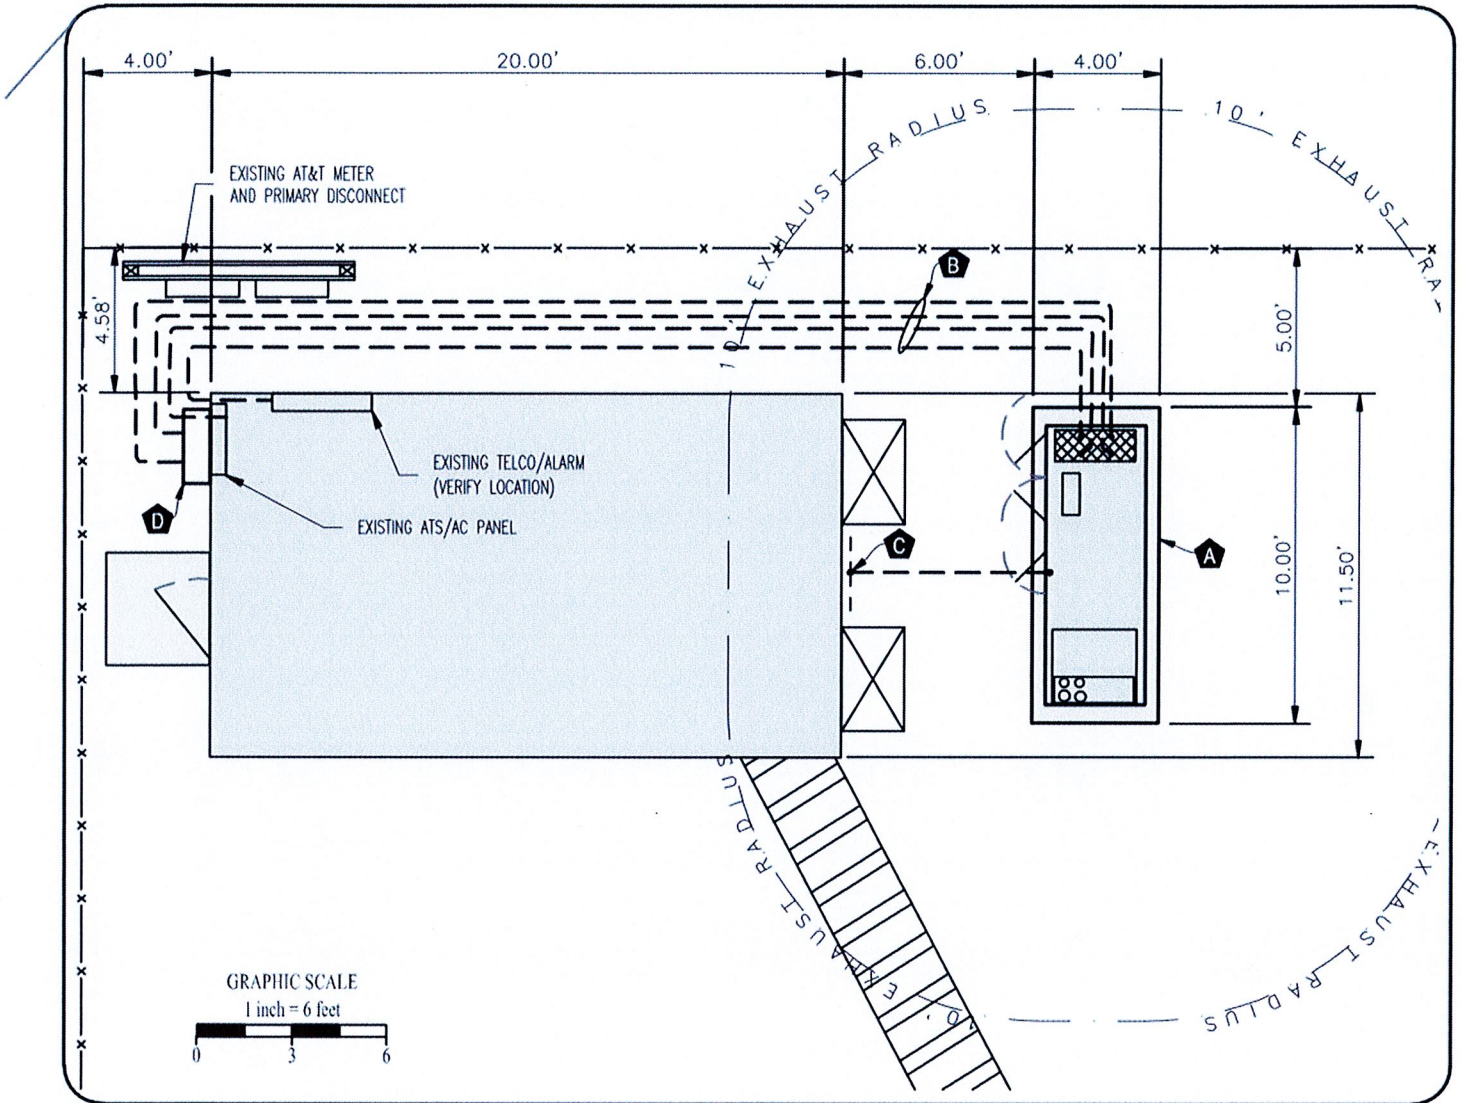 4.00'
20.00'
6.00'
4.00'
10' EXHAUST RADIUS
10' EXHAUST RA
EXISTING AT&T METER
AND PRIMARY DISCONNECT
B
4.58'
5.00'
EXISTING TELCO/ALARM
(VERIFY LOCATION)
D
EXISTING ATS/AC PANEL
C
A
10.00'
11.50'
EXHAUST RADIUS
10' EXHAUST RADIUS
GRAPHIC SCALE
1 inch = 6 feet
0
3
6